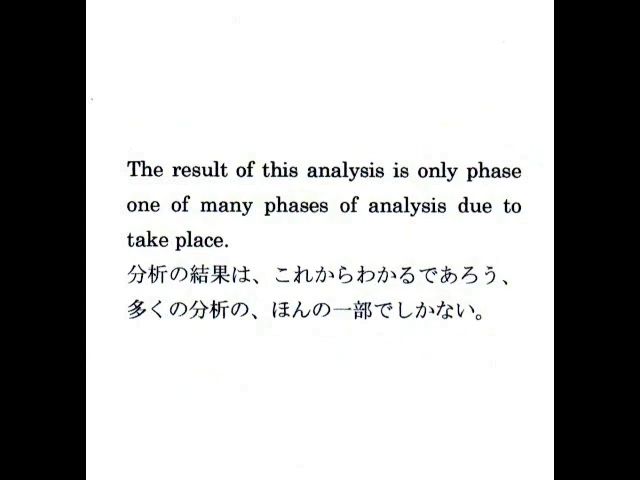 The result of this analysis is only phase
one of many phases of analysis due to
take place.
分析の結果は、これからわかるであろう、
多くの分析の、ほんの一部でしかない。